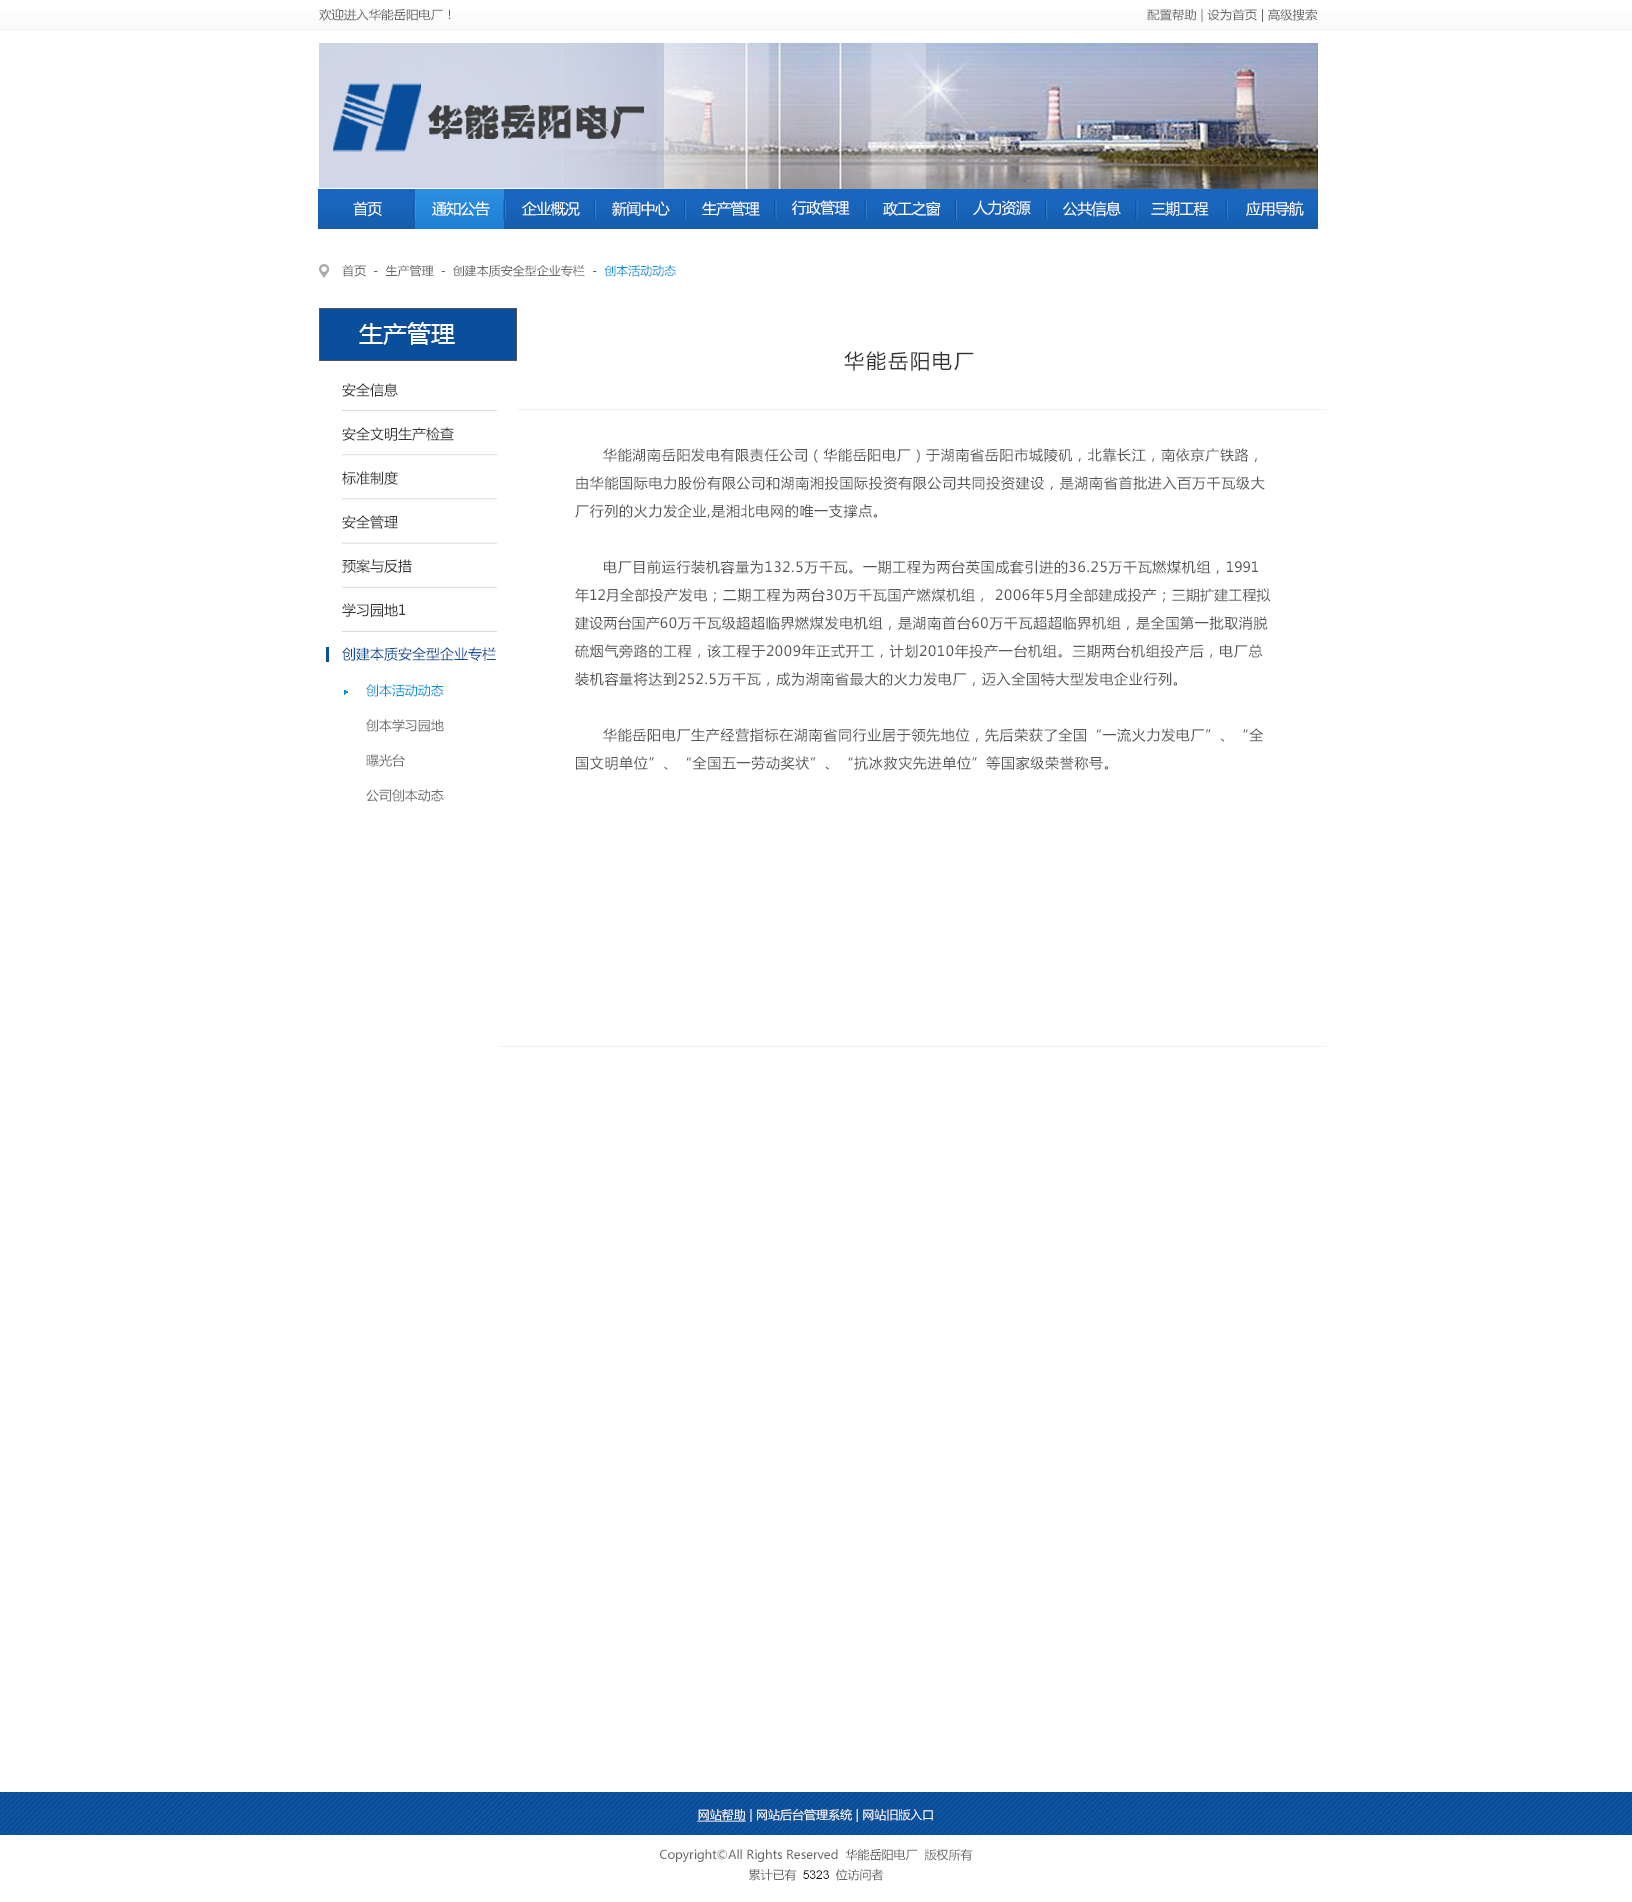 欢迎进入华能岳阳电厂！
配置帮助 | 设为首页 | 高级搜索
华能岳阳电厂
首页 通知公告 企业概况 新闻中心 生产管理 行政管理 政工之窗 人力资源 公共信息 三期工程 应用导航
首页 - 生产管理 - 创建本质安全型企业专栏 - 创本活动动态
生产管理
安全信息
安全文明生产检查
标准制度
安全管理
预案与反措
学习园地1
创建本质安全型企业专栏
创本活动动态
创本学习园地
曝光台
公司创本动态
华能岳阳电厂
华能湖南岳阳发电有限责任公司（华能岳阳电厂）于湖南省岳阳市城陵矶，北靠长江，南依京广铁路，
由华能国际电力股份有限公司和湖南湘投国际投资有限公司共同投资建设，是湖南省首批进入百万千瓦级大
厂行列的火力发企业,是湘北电网的唯一支撑点。
电厂目前运行装机容量为132.5万千瓦。一期工程为两台英国成套引进的36.25万千瓦燃煤机组，1991
年12月全部投产发电；二期工程为两台30万千瓦国产燃煤机组， 2006年5月全部建成投产；三期扩建工程拟
建设两台国产60万千瓦级超超临界燃煤发电机组，是湖南首台60万千瓦超超临界机组，是全国第一批取消脱
硫烟气旁路的工程，该工程于2009年正式开工，计划2010年投产一台机组。三期两台机组投产后，电厂总
装机容量将达到252.5万千瓦，成为湖南省最大的火力发电厂，迈入全国特大型发电企业行列。
华能岳阳电厂生产经营指标在湖南省同行业居于领先地位，先后荣获了全国“一流火力发电厂”、“全
国文明单位”、“全国五一劳动奖状”、“抗冰救灾先进单位”等国家级荣誉称号。
网站帮助 | 网站后台管理系统 | 网站旧版入口
Copyright©All Rights Reserved 华能岳阳电厂 版权所有
累计已有 5323 位访问者